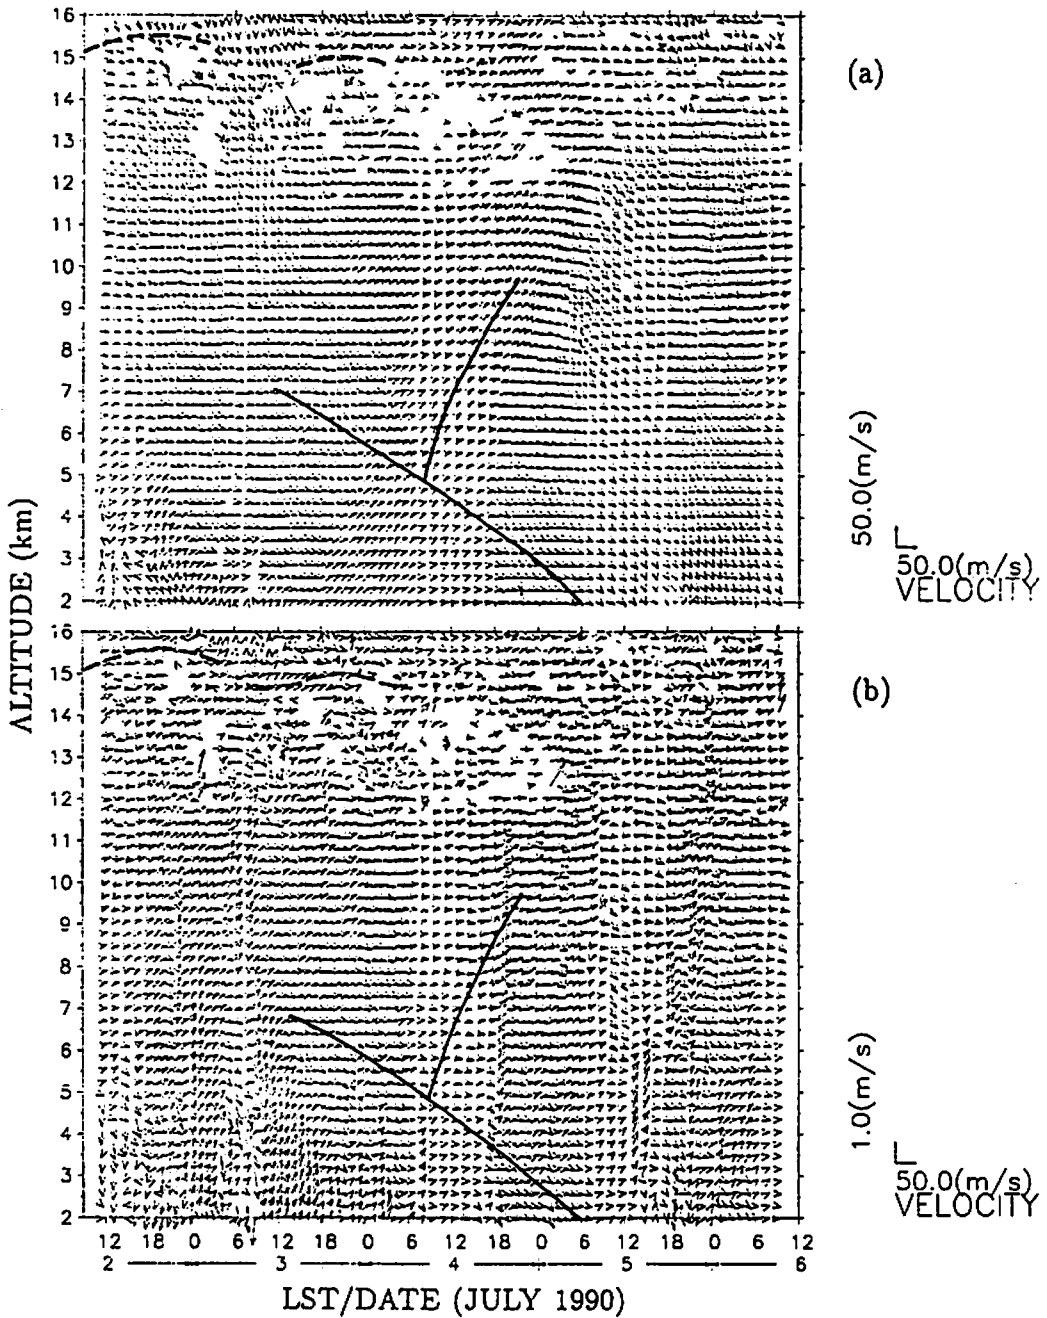 16
15
14
13
12
11
10
9
8
7
6
5
4
3
2
(a)
50.0(m/s)
50.0(m/s)
VELOCITY
ALTITUDE (km)
16
15
14
13
12
11
10
9
8
7
6
5
4
3
2
(b)
1.0(m/s)
50.0(m/s)
VELOCITY
12 18 0 6 12 18 0 6 12 18 0 6 12 18 0 6 12
2 3 4 5 6
LST/DATE (JULY 1990)